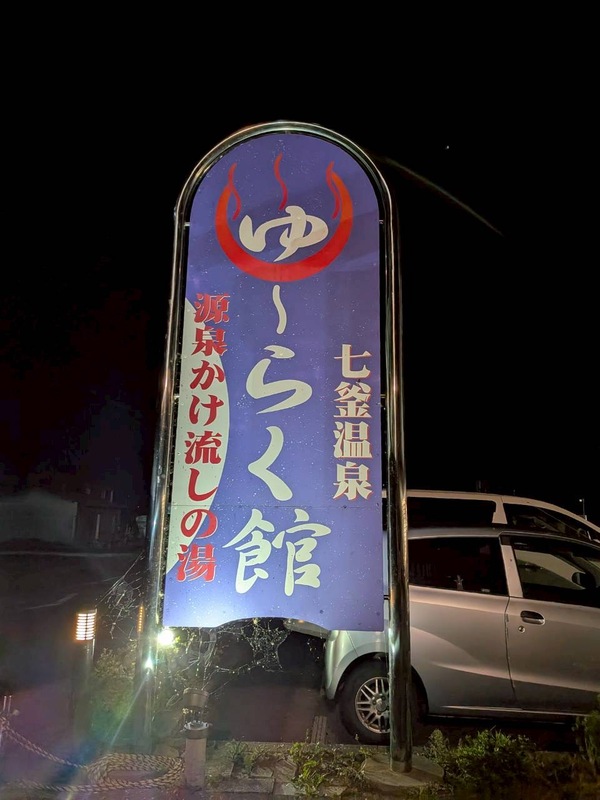 七釜温泉
ゆ～らく館
源泉かけ流しの湯